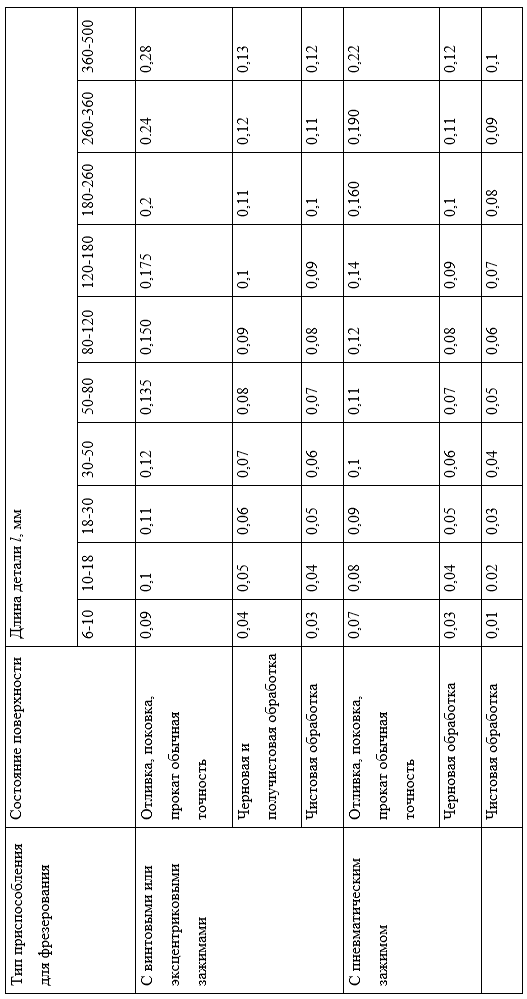 Тип приспособления
для фрезерования
Состояние поверхности
Длина детали l, мм
6-10 10-18 18-30 30-50 50-80 80-120 120-180 180-260 260-360 360-500
С винтовыми или
эксцентриковыми
зажимами
Отливка, поковка,
прокат обычная
точность
0,09 0,1 0,11 0,12 0,135 0,150 0,175 0,2 0.24 0,28
Черновая и
получистовая обработка
0,04 0,05 0,06 0,07 0,08 0,09 0,1 0,11 0,12 0,13
Чистовая обработка
0,03 0,04 0,05 0,06 0,07 0,08 0,09 0,1 0,11 0,12
С пневматическим
зажимом
Отливка, поковка,
прокат обычная
точность
0,07 0,08 0,09 0,1 0,11 0,12 0,14 0,160 0,190 0,22
Черновая обработка
0,03 0,04 0,05 0,06 0,07 0,08 0,09 0,1 0,11 0,12
Чистовая обработка
0,01 0.02 0,03 0,04 0,05 0,06 0,07 0,08 0,09 0,1